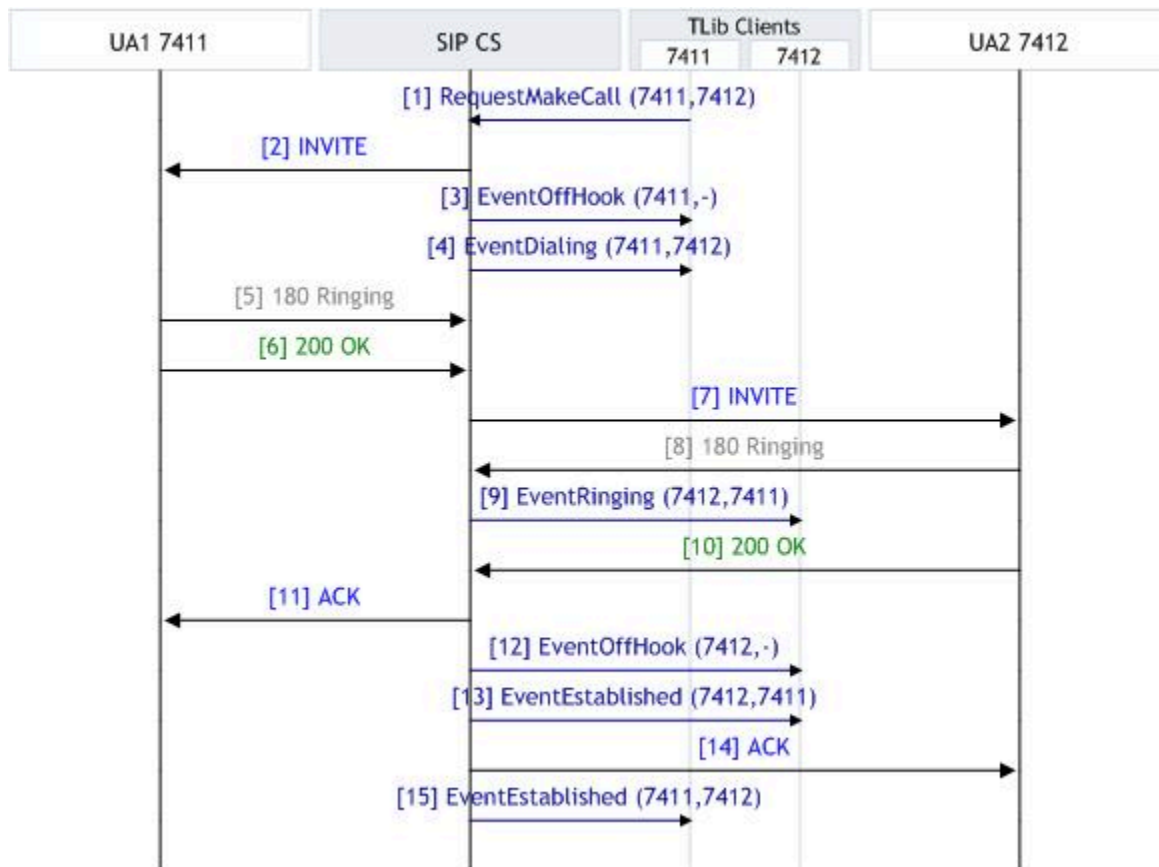 UA1 7411
SIP CS
TLib Clients
7411 7412
UA2 7412
[1] RequestMakeCall (7411,7412)
[2] INVITE
[3] EventOffHook (7411,-)
[4] EventDialing (7411,7412)
[5] 180 Ringing
[6] 200 OK
[7] INVITE
[8] 180 Ringing
[9] EventRinging (7412,7411)
[10] 200 OK
[11] ACK
[12] EventOffHook (7412,-)
[13] EventEstablished (7412,7411)
[14] ACK
[15] EventEstablished (7411,7412)